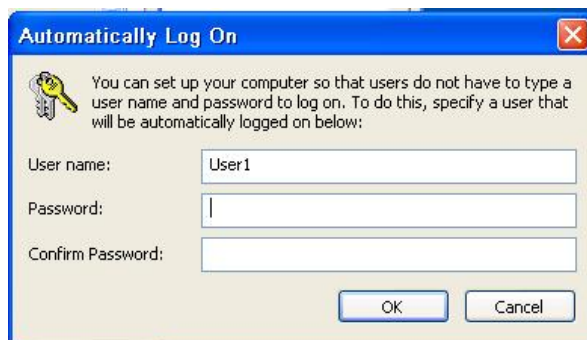 Automatically Log On
You can set up your computer so that users do not have to type a
user name and password to log on. To do this, specify a user that
will be automatically logged on below:
User name:
User1
Password:
Confirm Password:
OK
Cancel